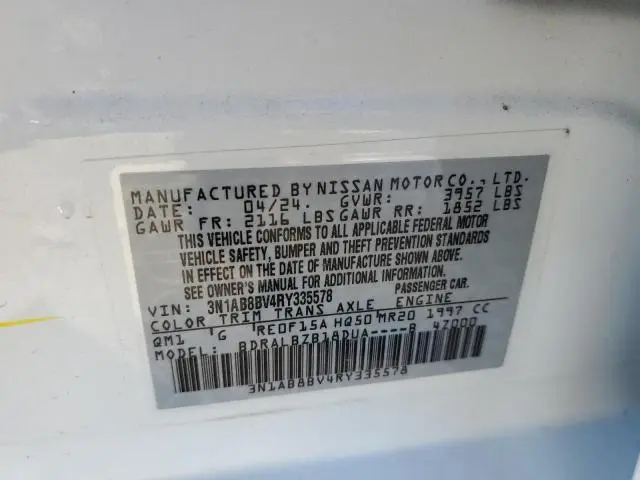 MANUFACTURED BY NISSAN MOTOR CO., LTD.
DATE: 04/24. GVWR: 3957 LBS
GAWR FR: 2116 LBS GAWR RR: 1852 LBS
THIS VEHICLE CONFORMS TO ALL APPLICABLE FEDERAL MOTOR
VEHICLE SAFETY, BUMPER AND THEFT PREVENTION STANDARDS
IN EFFECT ON THE DATE OF MANUFACTURE SHOWN ABOVE.
SEE OWNER'S MANUAL FOR ADDITIONAL INFORMATION.
VIN: 3N1AB8BV4RY335578 PASSENGER CAR.
COLOR TRIM TRANS AXLE ENGINE
QM1 'G 'RE0F15A HQ50'MR20 1997 CC
MODEL: BDRALBZB18DUA----B 47000
3N1AB8BV4RY335578